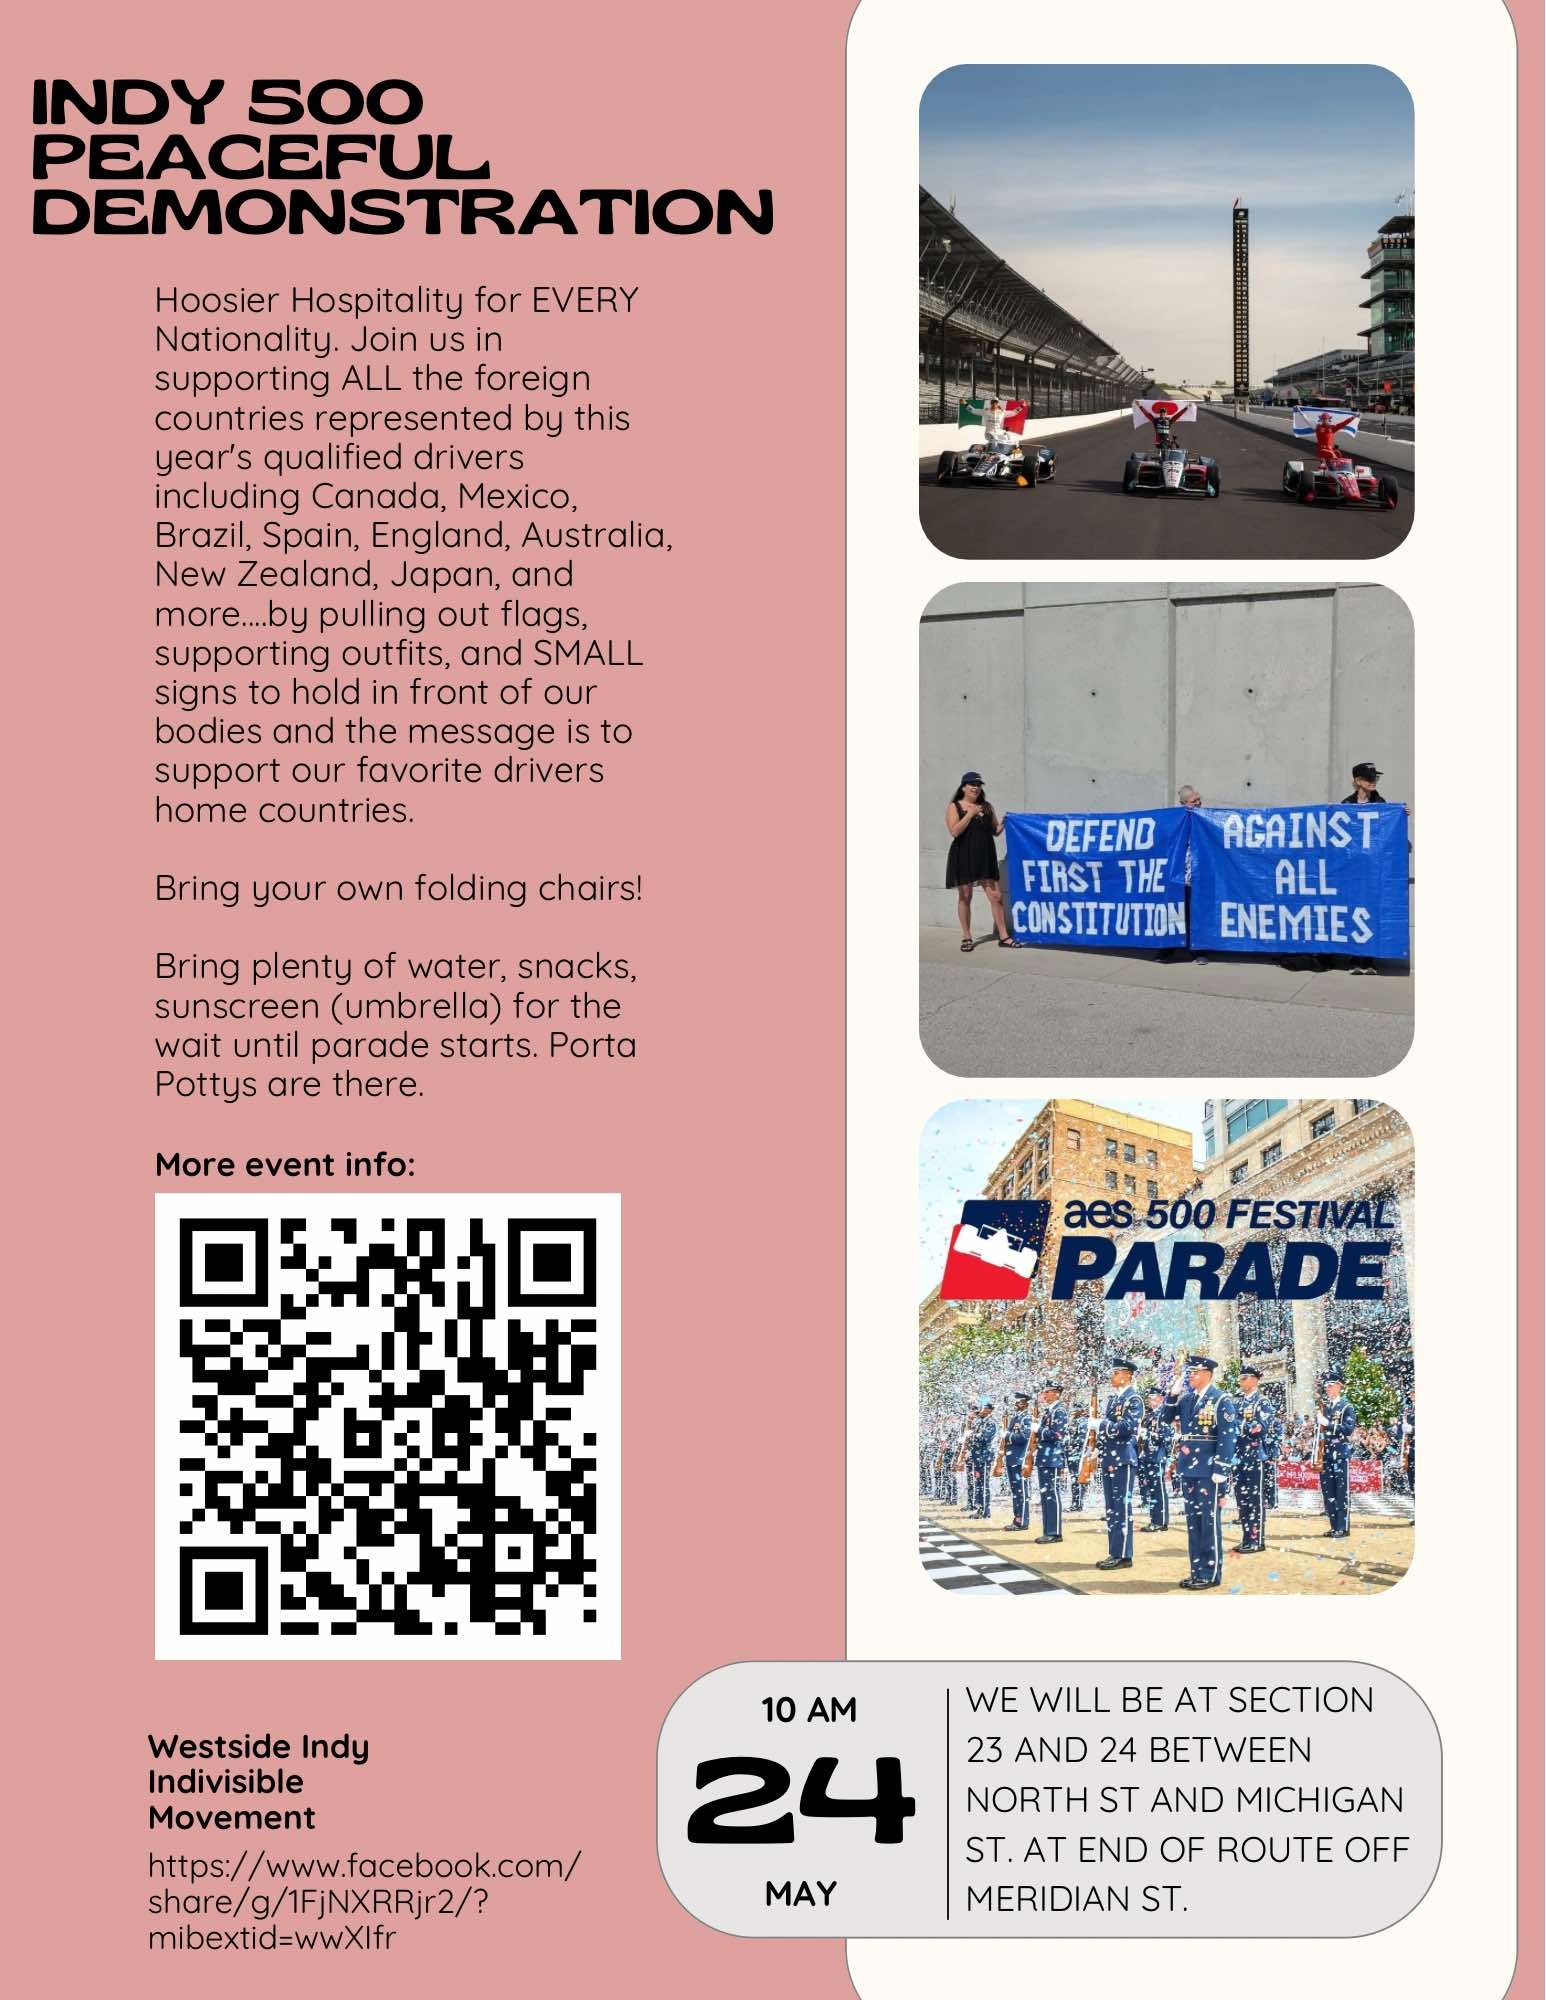 INDY 500
PEACEFUL
DEMONSTRATION
Hoosier Hospitality for EVERY
Nationality. Join us in
supporting ALL the foreign
countries represented by this
year's qualified drivers
including Canada, Mexico,
Brazil, Spain, England, Australia,
New Zealand, Japan, and
more....by pulling out flags,
supporting outfits, and SMALL
signs to hold in front of our
bodies and the message is to
support our favorite drivers
home countries.
Bring your own folding chairs!
Bring plenty of water, snacks,
sunscreen (umbrella) for the
wait until parade starts. Porta
Pottys are there.
More event info:
Westside Indy
Indivisible
Movement
https://www.facebook.com/
share/g/1FjNXRRjr2/?
mibextid=wwXIfr
DEFEND
FIRST THE
CONSTITUTION
AGAINST
ALL
ENEMIES
aes 500 FESTIVAL
PARADE
10 AM
24
MAY
WE WILL BE AT SECTION
23 AND 24 BETWEEN
NORTH ST AND MICHIGAN
ST. AT END OF ROUTE OFF
MERIDIAN ST.